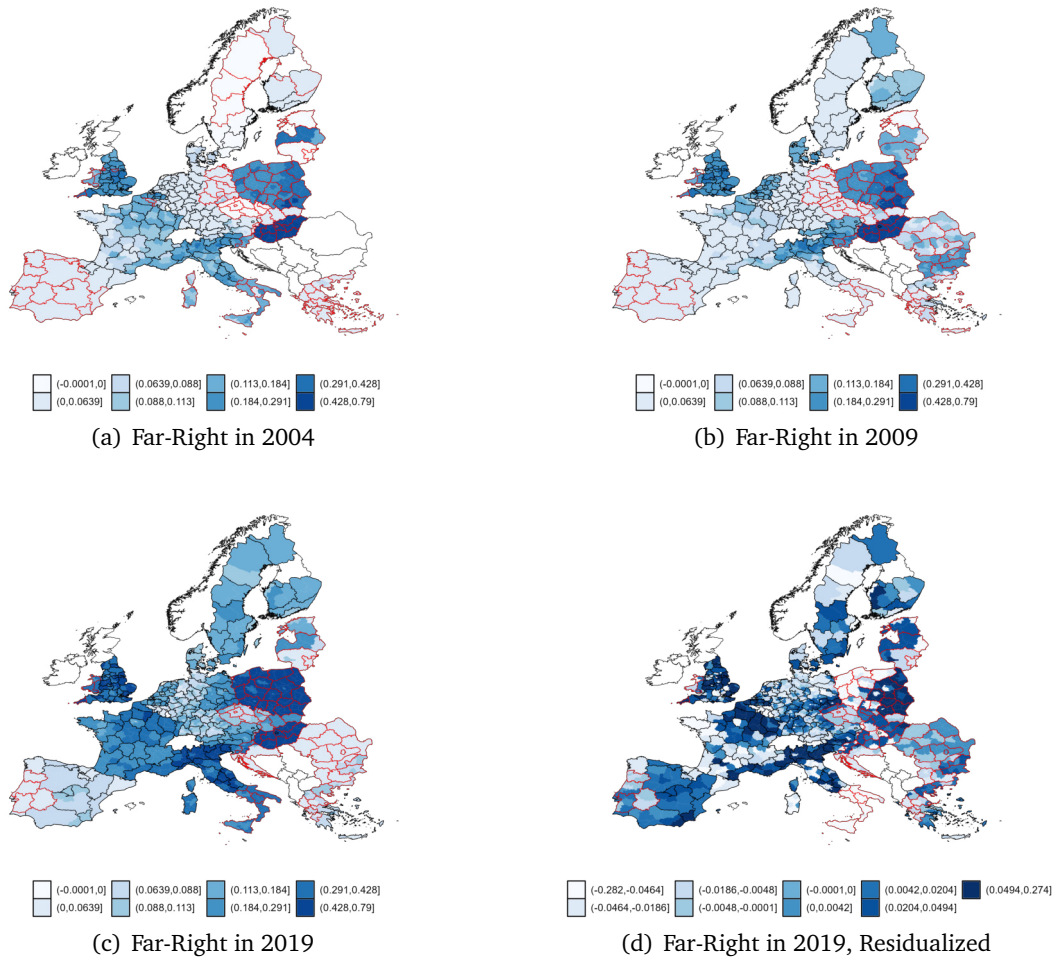 (-0.0001,0] (0.0639,0.088] (0.113,0.184] (0.291,0.428]
(0,0.0639] (0.088,0.113] (0.184,0.291] (0.428,0.79]
(a) Far-Right in 2004
(-0.0001,0] (0.0639,0.088] (0.113,0.184] (0.291,0.428]
(0,0.0639] (0.088,0.113] (0.184,0.291] (0.428,0.79]
(b) Far-Right in 2009
(-0.0001,0] (0.0639,0.088] (0.113,0.184] (0.291,0.428]
(0,0.0639] (0.088,0.113] (0.184,0.291] (0.428,0.79]
(c) Far-Right in 2019
(-0.282,-0.0464] (-0.0186,-0.0048] (-0.0001,0] (0.0042,0.0204] (0.0494,0.274]
(-0.0464,-0.0186] (-0.0048,-0.0001] (0,0.0042] (0.0204,0.0494]
(d) Far-Right in 2019, Residualized